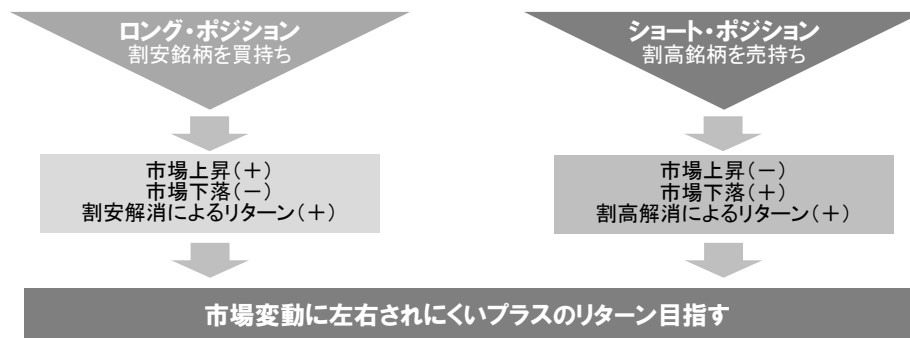 ロング・ポジション
割安銘柄を買持ち
ショート・ポジション
割高銘柄を売持ち
市場上昇（＋）
市場下落（－）
割安解消によるリターン（＋）
市場上昇（－）
市場下落（＋）
割高解消によるリターン（＋）
市場変動に左右されにくいプラスのリターン目指す